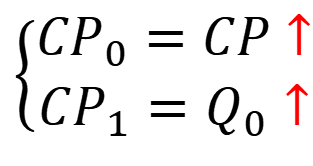 CP₀ = CP ↑
CP₁ = Q₀ ↑